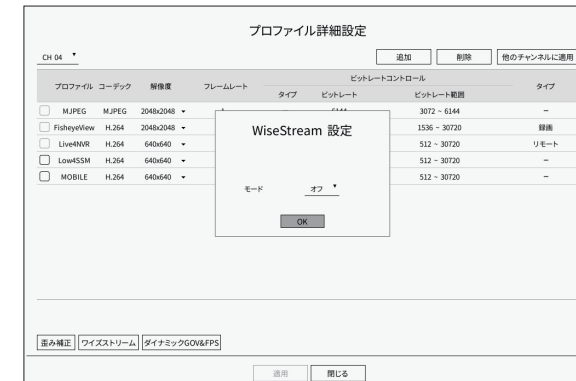 プロファイル詳細設定
CH 04
追加 削除 他のチャンネルに適用
ビットレートコントロール
プロファイル コーデック 解像度 フレームレート タイプ
タイプ ビットレート ビットレート範囲
MJPEG MJPEG 2048x2048 3072 ~ 6144 –
FisheyeView H.264 2048x2048 1536 ~ 30720 録画
Live4NVR H.264 640x640 512 ~ 30720 リモート
Low4SSM H.264 640x640 512 ~ 30720 –
MOBILE H.264 640x640 512 ~ 30720 –
WiseStream 設定
モード オフ
OK
歪み補正 ワイズストリーム ダイナミックGOV&FPS
適用 閉じる